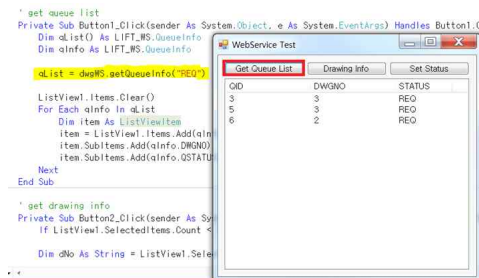 ' get queue list
Private Sub Button1_Click(sender As System.Object, e As System.EventArgs) Handles Button1.
Dim qList() As LIFT_WS.QueueInfo
Dim qInfo As LIFT_WS.QueueInfo
qList = dwgWS.getQueueInfo("REQ")
ListView1.Items.Clear()
For Each qInfo In qList
Dim item As ListViewItem
item = ListView1.Items.Add(qInf
item.SubItems.Add(qInfo.DWGNO)
item.SubItems.Add(qInfo.QSTATU
Next
End Sub
' get drawing info
Private Sub Button2_Click(sender As Sy
If ListView1.SelectedItems.Count <
Dim dNo As String = ListView1.Sele
WebService Test
Get Queue List Drawing Info Set Status
QID DWGNO STATUS
3 3 REQ
5 3 REQ
6 2 REQ